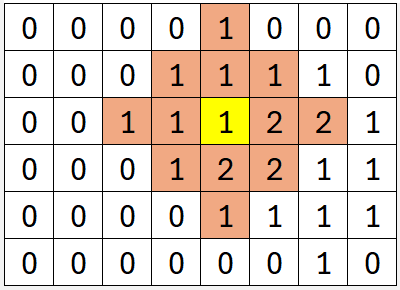 0 0 0 0 1 0 0 0
0 0 0 1 1 1 1 0
0 0 1 1 1 2 2 1
0 0 0 1 2 2 1 1
0 0 0 0 1 1 1 1
0 0 0 0 0 0 1 0